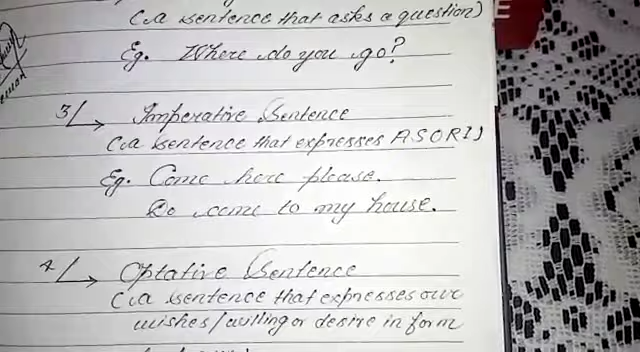 (a sentence that asks a question)
Eg. Where do you go?
3/→ Imperative Sentence
(a sentence that expresses ASORI)
Eg. Come here please.
Do come to my house.
4/→ Optative Sentence
(a sentence that expresses our
wishes/willing or desire in form
E